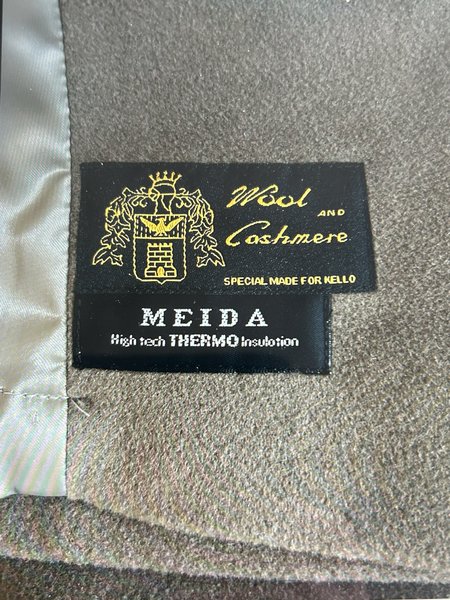 Wool AND
Cashmere
SPECIAL MADE FOR KELLO
MEIDA
High tech THERMO Insulation